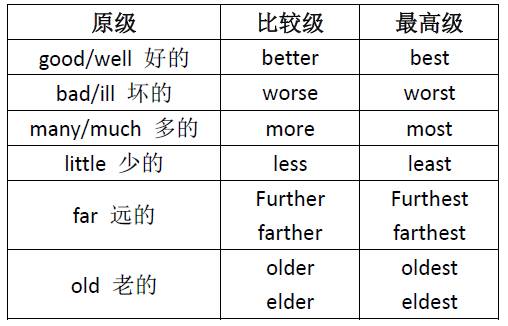 原级 比较级 最高级
good/well 好的 better best
bad/ill 坏的 worse worst
many/much 多的 more most
little 少的 less least
far 远的 Further Furthest
farther farthest
old 老的 older oldest
elder eldest